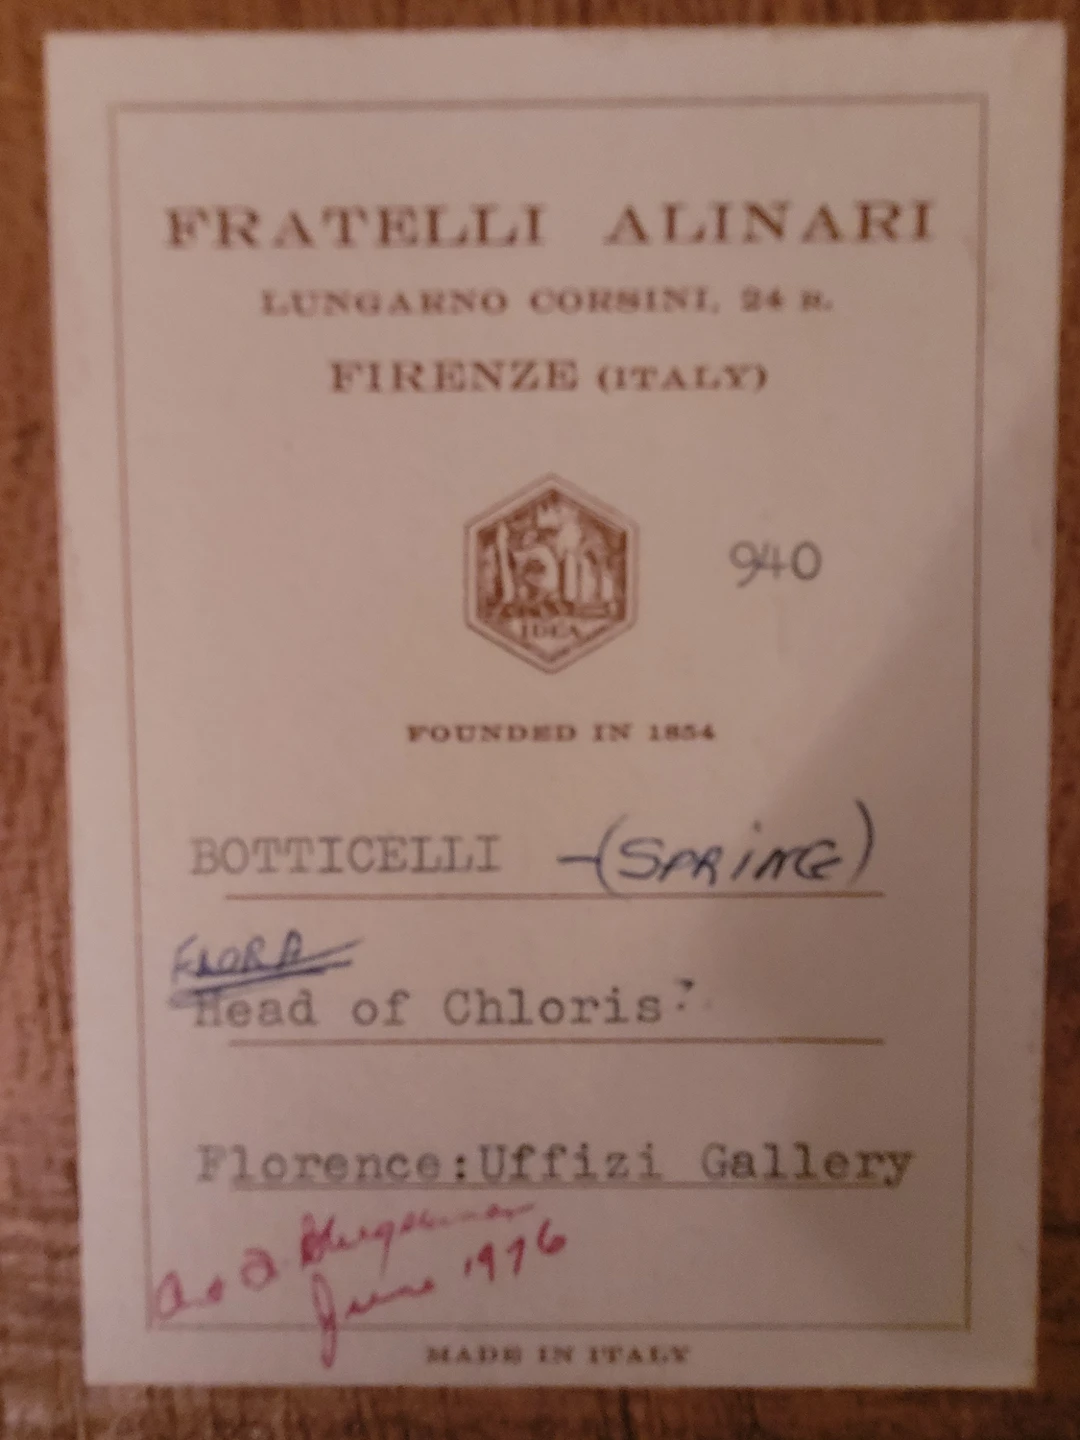 FRATELLI ALINARI
LUNGARNO CORSINI, 24 R.
FIRENZE (ITALY)
940
IDEA
FOUNDED IN 1854
BOTTICELLI -(SPRING)
FLORA
Head of Chloris
Florence:Uffizi Gallery
June 1976
MADE IN ITALY